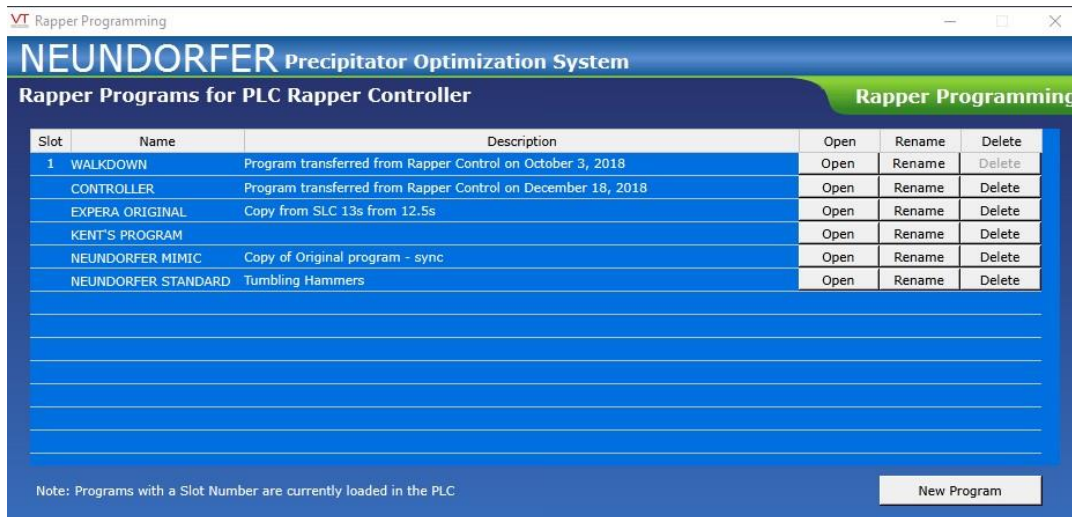 VT Rapper Programming
NEUNDORFER Precipitator Optimization System
Rapper Programs for PLC Rapper Controller
Rapper Programming
Slot Name Description Open Rename Delete
1 WALKDOWN Program transferred from Rapper Control on October 3, 2018 Open Rename Delete
CONTROLLER Program transferred from Rapper Control on December 18, 2018 Open Rename Delete
EXPERA ORIGINAL Copy from SLC 13s from 12.5s Open Rename Delete
KENT'S PROGRAM Open Rename Delete
NEUNDORFER MIMIC Copy of Original program - sync Open Rename Delete
NEUNDORFER STANDARD Tumbling Hammers Open Rename Delete
Note: Programs with a Slot Number are currently loaded in the PLC
New Program